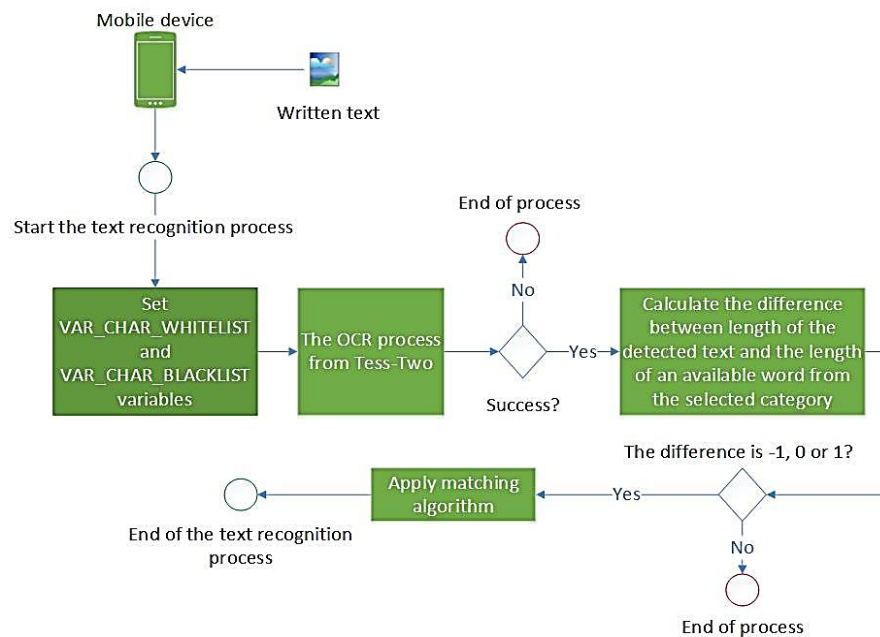 Mobile device
Written text
Start the text recognition process
End of process
No
Set
VAR_CHAR_WHITELIST
and
VAR_CHAR_BLACKLIST
variables
The OCR process
from Tess-Two
Yes
Success?
Calculate the difference
between length of the
detected text and the length
of an available word from
the selected category
The difference is -1, 0 or 1?
Yes
Apply matching
algorithm
End of the text recognition
process
No
End of process